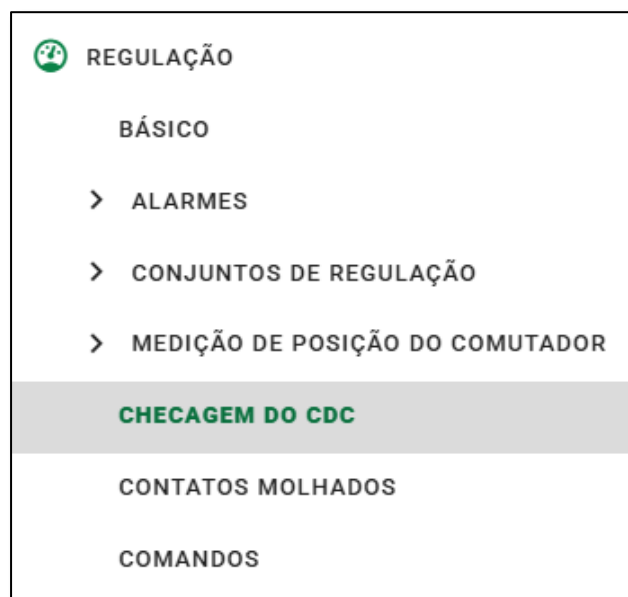 REGULAÇÃO
BÁSICO
ALARMES
CONJUNTOS DE REGULAÇÃO
MEDIÇÃO DE POSIÇÃO DO COMUTADOR
CHECAGEM DO CDC
CONTATOS MOLHADOS
COMANDOS